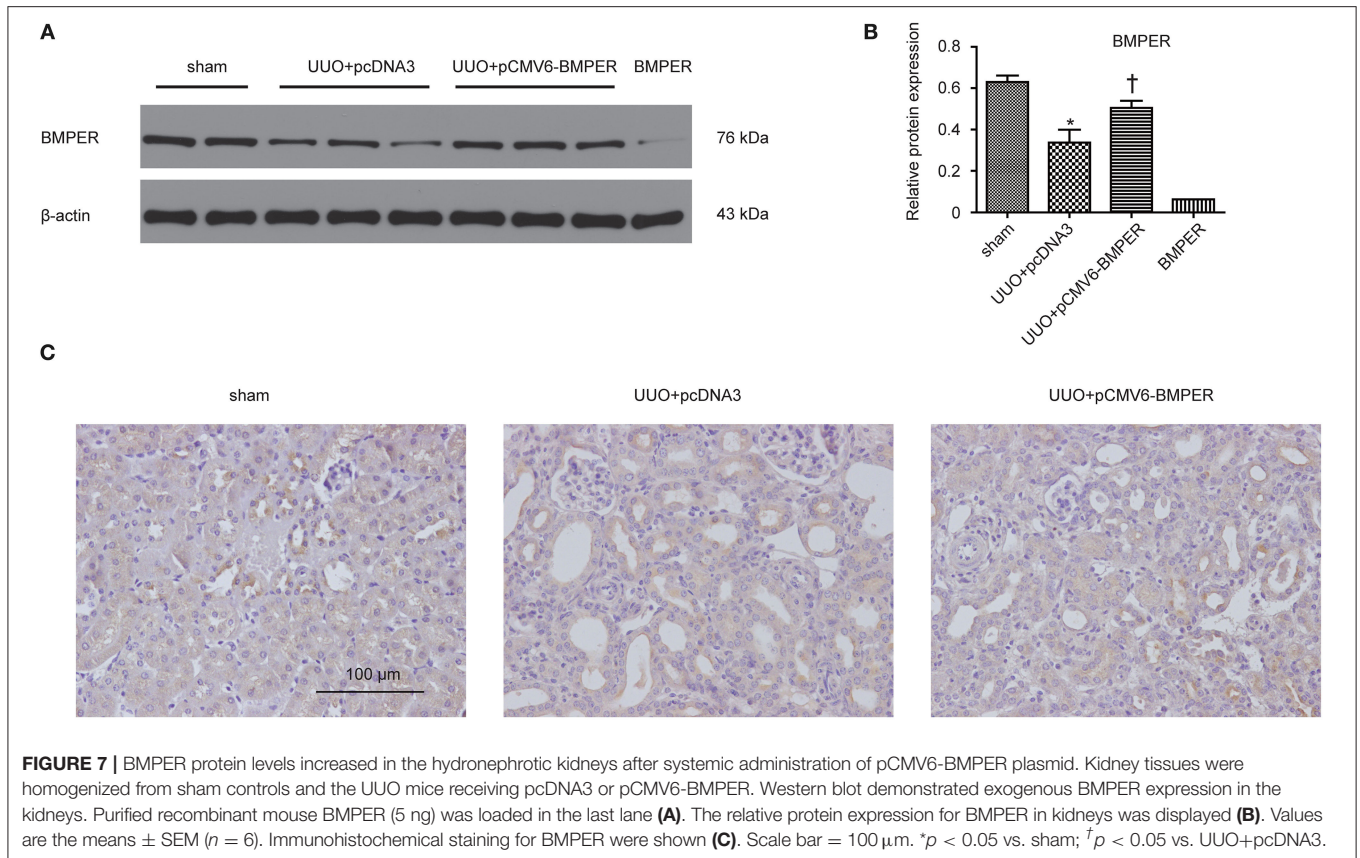 A
sham UUO+pcDNA3 UUO+pCMV6-BMPER BMPER
BMPER 76 kDa
β-actin 43 kDa
B
BMPER
Relative protein expression
0.8
0.6
0.4
0.2
0
*
†
sham
UUO+pcDNA3
UUO+pCMV6-BMPER
BMPER
C
sham UUO+pcDNA3 UUO+pCMV6-BMPER
100 µm
FIGURE 7 | BMPER protein levels increased in the hydronephrotic kidneys after systemic administration of pCMV6-BMPER plasmid. Kidney tissues were
homogenized from sham controls and the UUO mice receiving pcDNA3 or pCMV6-BMPER. Western blot demonstrated exogenous BMPER expression in the
kidneys. Purified recombinant mouse BMPER (5 ng) was loaded in the last lane (A). The relative protein expression for BMPER in kidneys was displayed (B). Values
are the means ± SEM (n = 6). Immunohistochemical staining for BMPER were shown (C). Scale bar = 100 µm. *p < 0.05 vs. sham; †p < 0.05 vs. UUO+pcDNA3.